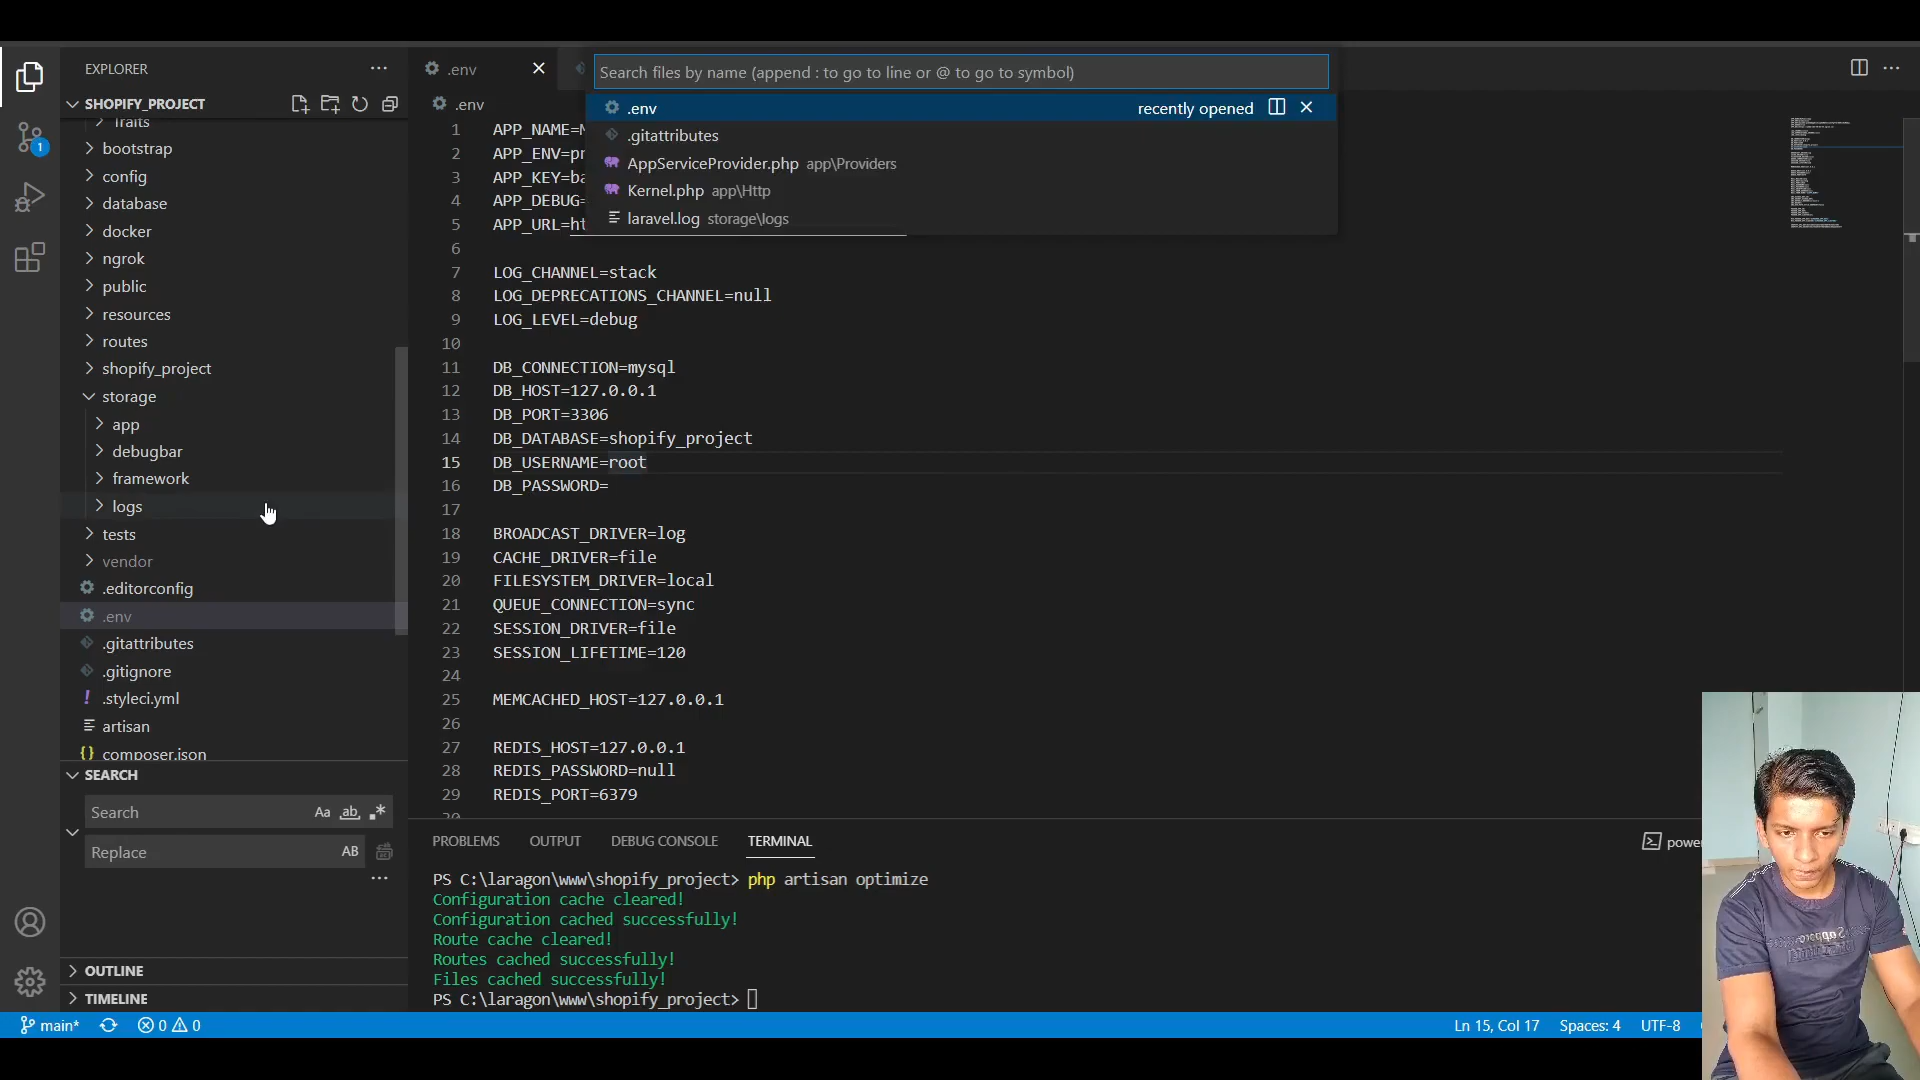 EXPLORER
SHOPIFY_PROJECT
Traits
bootstrap
config
database
docker
ngrok
public
resources
routes
shopify_project
storage
app
debugbar
framework
logs
tests
vendor
.editorconfig
.env
.gitattributes
.gitignore
! .styleci.yml
artisan
{} composer.json
SEARCH
Search Aa ab .*
Replace AB
OUTLINE
TIMELINE
1
.env
.env
Search files by name (append : to go to line or @ to go to symbol)
.env recently opened
.gitattributes
AppServiceProvider.php app\Providers
Kernel.php app\Http
laravel.log storage\logs
1 APP_NAME=
2 APP_ENV=pr
3 APP_KEY=ba
4 APP_DEBUG=
5 APP_URL=ht
6
7 LOG_CHANNEL=stack
8 LOG_DEPRECATIONS_CHANNEL=null
9 LOG_LEVEL=debug
10
11 DB_CONNECTION=mysql
12 DB_HOST=127.0.0.1
13 DB_PORT=3306
14 DB_DATABASE=shopify_project
15 DB_USERNAME=root
16 DB_PASSWORD=
17
18 BROADCAST_DRIVER=log
19 CACHE_DRIVER=file
20 FILESYSTEM_DRIVER=local
21 QUEUE_CONNECTION=sync
22 SESSION_DRIVER=file
23 SESSION_LIFETIME=120
24
25 MEMCACHED_HOST=127.0.0.1
26
27 REDIS_HOST=127.0.0.1
28 REDIS_PASSWORD=null
29 REDIS_PORT=6379
PROBLEMS OUTPUT DEBUG CONSOLE TERMINAL power
PS C:\laragon\www\shopify_project> php artisan optimize
Configuration cache cleared!
Configuration cached successfully!
Route cache cleared!
Routes cached successfully!
Files cached successfully!
PS C:\laragon\www\shopify_project>
main* 0 0 Ln 15, Col 17 Spaces: 4 UTF-8